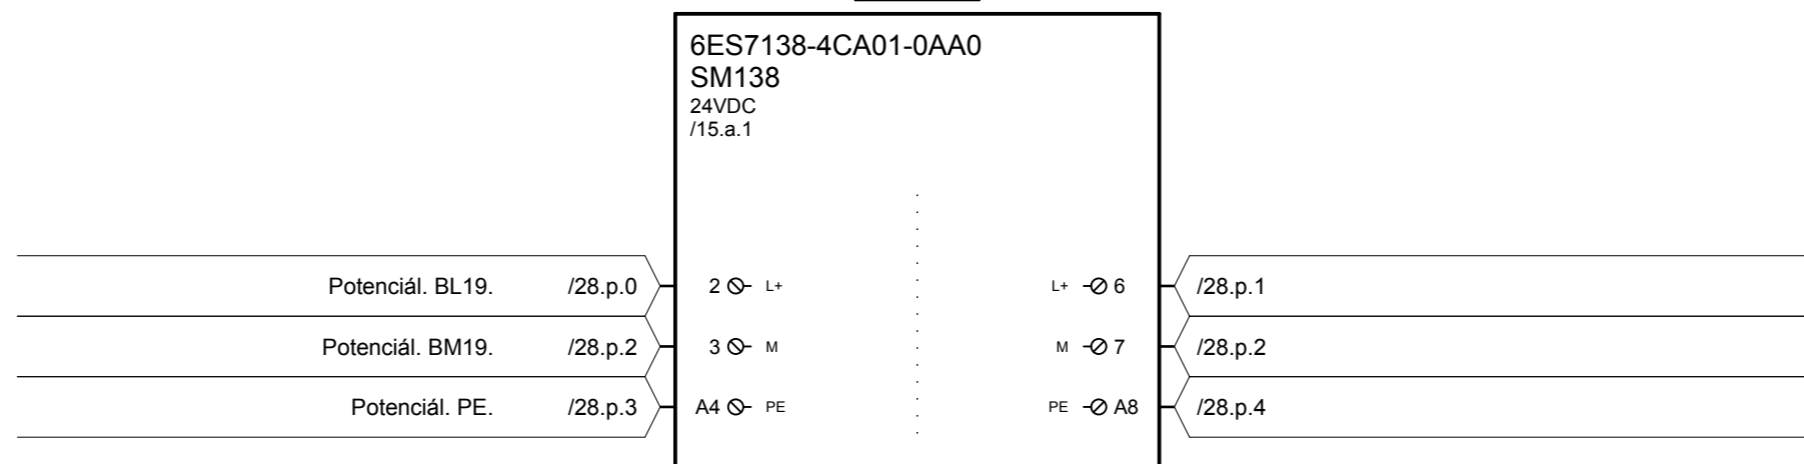 6ES7138-4CA01-0AA0
SM138
24VDC
/15.a.1
Potenciál. BL19. /28.p.0 2 L+ L+ 6 /28.p.1
Potenciál. BM19. /28.p.2 3 M M 7 /28.p.2
Potenciál. PE. /28.p.3 A4 PE PE A8 /28.p.4